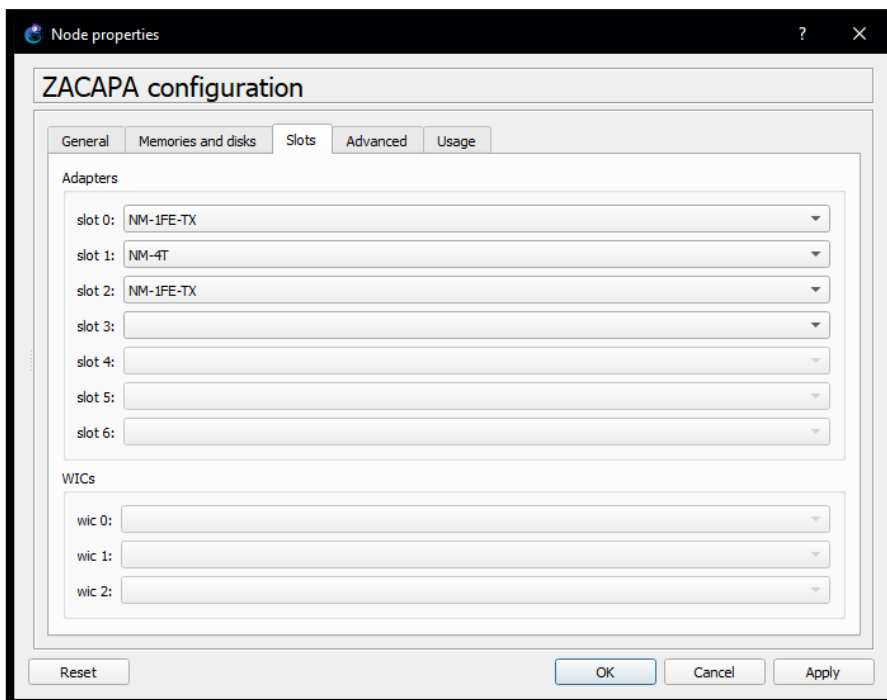 Node properties
?
ZACAPA configuration
General Memories and disks Slots Advanced Usage
Adapters
slot 0: NM-1FE-TX
slot 1: NM-4T
slot 2: NM-1FE-TX
slot 3:
slot 4:
slot 5:
slot 6:
WICs
wic 0:
wic 1:
wic 2:
Reset OK Cancel Apply